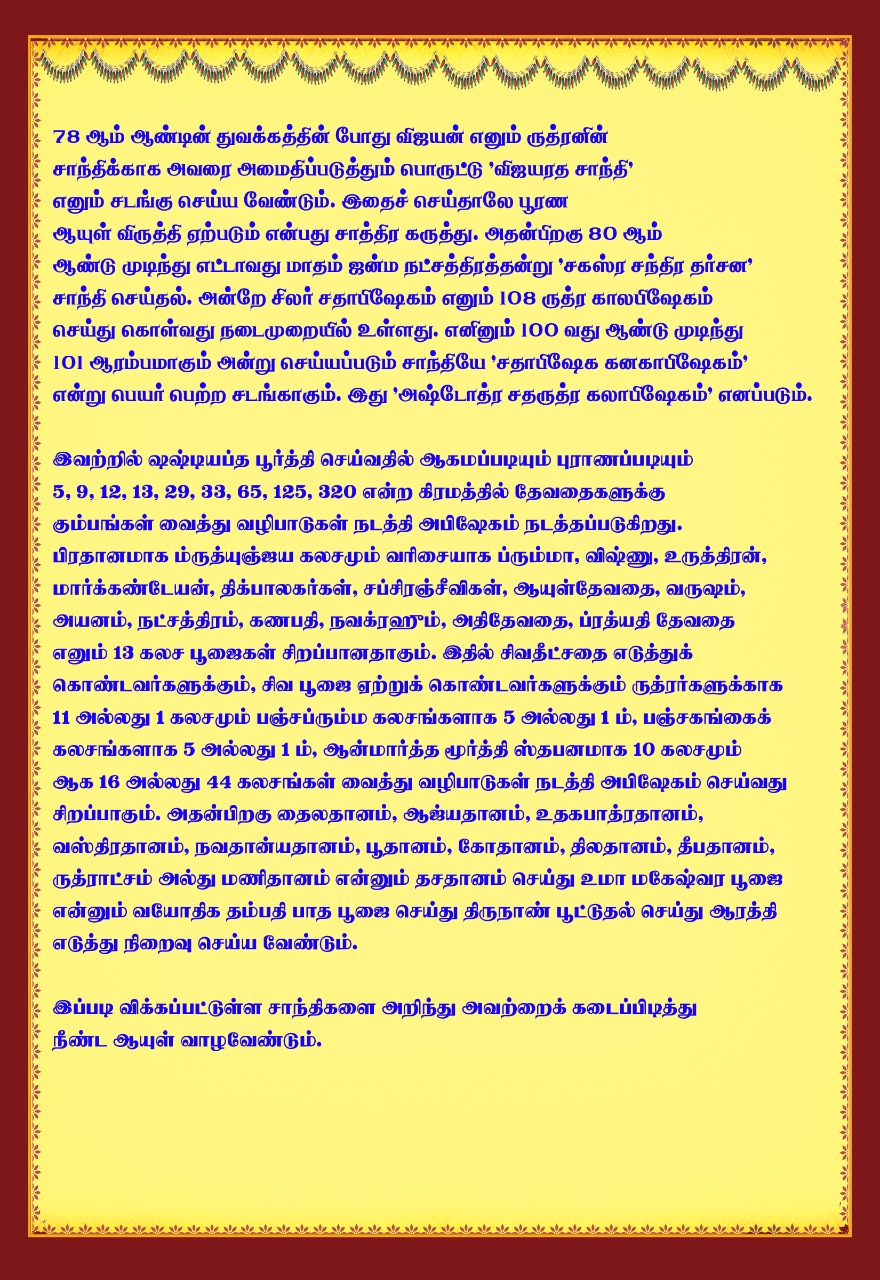 78 ஆம் ஆண்டின் துவக்கத்தின் போது விஜயன் எனும் ருத்ரனின்
சாந்திக்காக அவரை அமைதிப்படுத்தும் பொருட்டு 'விஜயரத சாந்தி'
எனும் சடங்கு செய்ய வேண்டும். இதைச் செய்தாலே பூரண
ஆயுள் விருத்தி ஏற்படும் என்பது சாத்திர கருத்து. அதன்பிறகு 80 ஆம்
ஆண்டு முடிந்து எட்டாவது மாதம் ஜன்ம நட்சத்திரத்தன்று 'சகஸ்ர சந்திர தர்சன'
சாந்தி செய்தல். அன்றே சிலர் சதாபிஷேகம் எனும் 108 ருத்ர காலபிஷேகம்
செய்து கொள்வது நடைமுறையில் உள்ளது. எனினும் 100 வது ஆண்டு முடிந்து
101 ஆரம்பமாகும் அன்று செய்யப்படும் சாந்தியே 'சதாபிஷேக கனகாபிஷேகம்'
என்று பெயர் பெற்ற சடங்காகும். இது 'அஷ்டோத்ர சதருத்ர கலாபிஷேகம்' எனப்படும்.

இவற்றில் ஷஷ்டியப்த பூர்த்தி செய்வதில் ஆகமப்படியும் புராணப்படியும்
5, 9, 12, 13, 29, 33, 65, 125, 320 என்ற கிரமத்தில் தேவதைகளுக்கு
கும்பங்கள் வைத்து வழிபாடுகள் நடத்தி அபிஷேகம் நடத்தப்படுகிறது.
பிரதானமாக ம்ருத்யுஞ்ஜய கலசமும் வரிசையாக ப்ரும்மா, விஷ்ணு, உருத்திரன்,
மார்க்கண்டேயன், திக்பாலகர்கள், சப்சிரஞ்சீவிகள், ஆயுள்தேவதை, வருஷம்,
அயனம், நட்சத்திரம், கணபதி, நவக்ரஹும், அதிதேவதை, ப்ரத்யதி தேவதை
எனும் 13 கலச பூஜைகள் சிறப்பானதாகும். இதில் சிவதீட்சதை எடுத்துக்
கொண்டவர்களுக்கும், சிவ பூஜை ஏற்றுக் கொண்டவர்களுக்கும் ருத்ரர்களுக்காக
11 அல்லது 1 கலசமும் பஞ்சப்ரும்ம கலசங்களாக 5 அல்லது 1 ம், பஞ்சகங்கைக்
கலசங்களாக 5 அல்லது 1 ம், ஆன்மார்த்த மூர்த்தி ஸ்தபனமாக 10 கலசமும்
ஆக 16 அல்லது 44 கலசங்கள் வைத்து வழிபாடுகள் நடத்தி அபிஷேகம் செய்வது
சிறப்பாகும். அதன்பிறகு தைலதானம், ஆஜ்யதானம், உதகபாத்ரதானம்,
வஸ்திரதானம், நவதான்யதானம், பூதானம், கோதானம், திலதானம், தீபதானம்,
ருத்ராட்சம் அல்து மணிதானம் என்னும் தசதானம் செய்து உமா மகேஷ்வர பூஜை
என்னும் வயோதிக தம்பதி பாத பூஜை செய்து திருநாண் பூட்டுதல் செய்து ஆரத்தி
எடுத்து நிறைவு செய்ய வேண்டும்.

இப்படி விக்கப்பட்டுள்ள சாந்திகளை அறிந்து அவற்றைக் கடைப்பிடித்து
நீண்ட ஆயுள் வாழவேண்டும்.